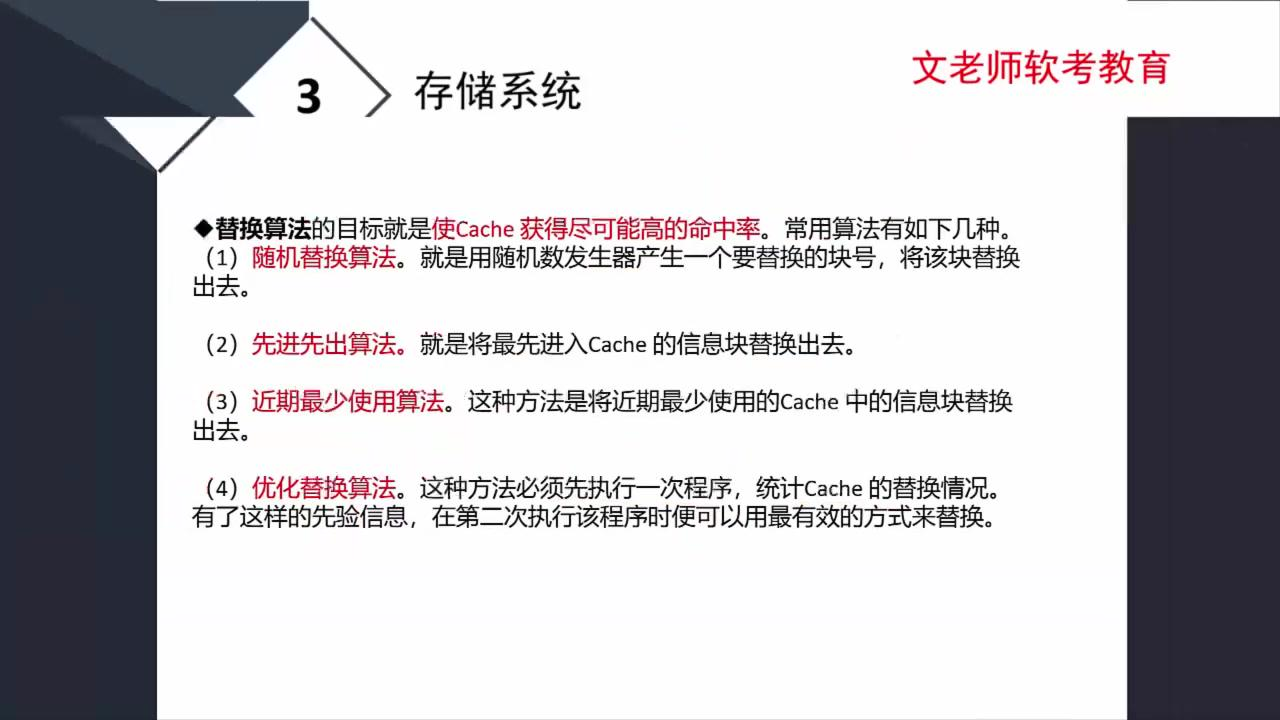 3
存储系统
文老师软考教育
◆替换算法的目标就是使Cache 获得尽可能高的命中率。常用算法有如下几种。
（1）随机替换算法。就是用随机数发生器产生一个要替换的块号，将该块替换
出去。
（2）先进先出算法。就是将最先进入Cache 的信息块替换出去。
（3）近期最少使用算法。这种方法是将近期最少使用的Cache 中的信息块替换
出去。
（4）优化替换算法。这种方法必须先执行一次程序，统计Cache 的替换情况。
有了这样的先验信息，在第二次执行该程序时便可以用最有效的方式来替换。